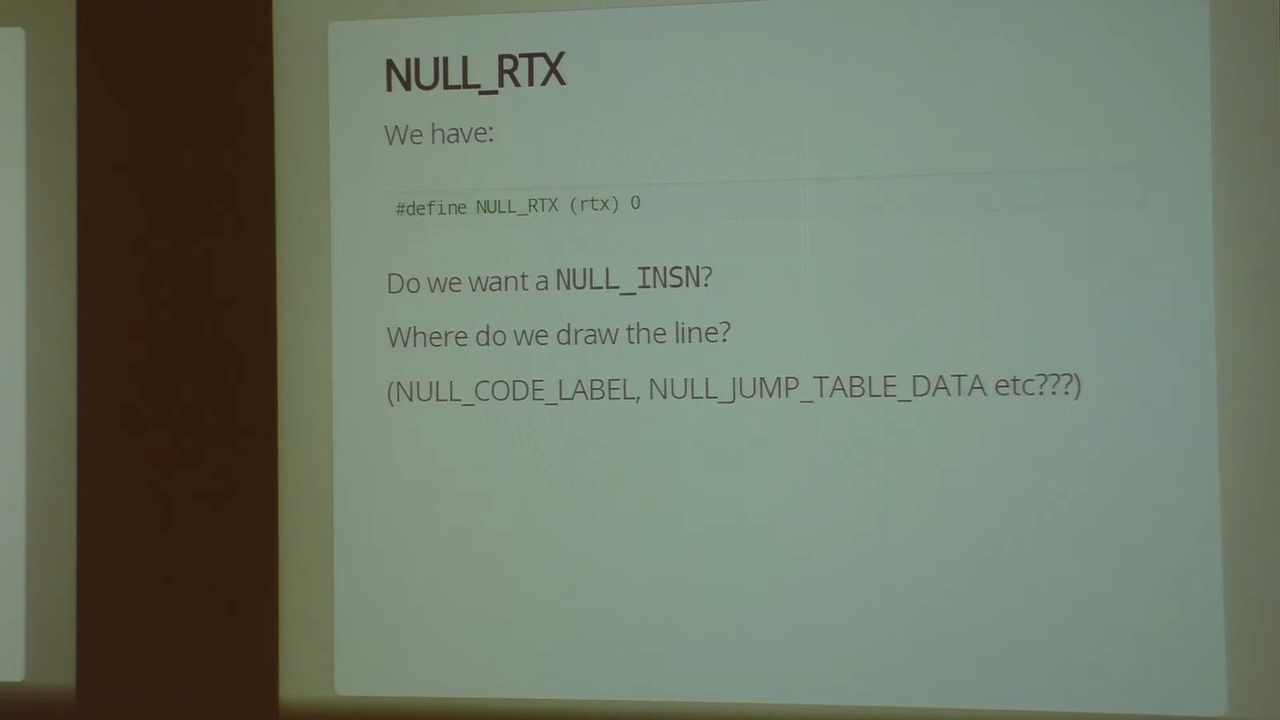 NULL_RTX
We have:
#define NULL_RTX (rtx) 0
Do we want a NULL_INSN?
Where do we draw the line?
(NULL_CODE_LABEL, NULL_JUMP_TABLE_DATA etc???)